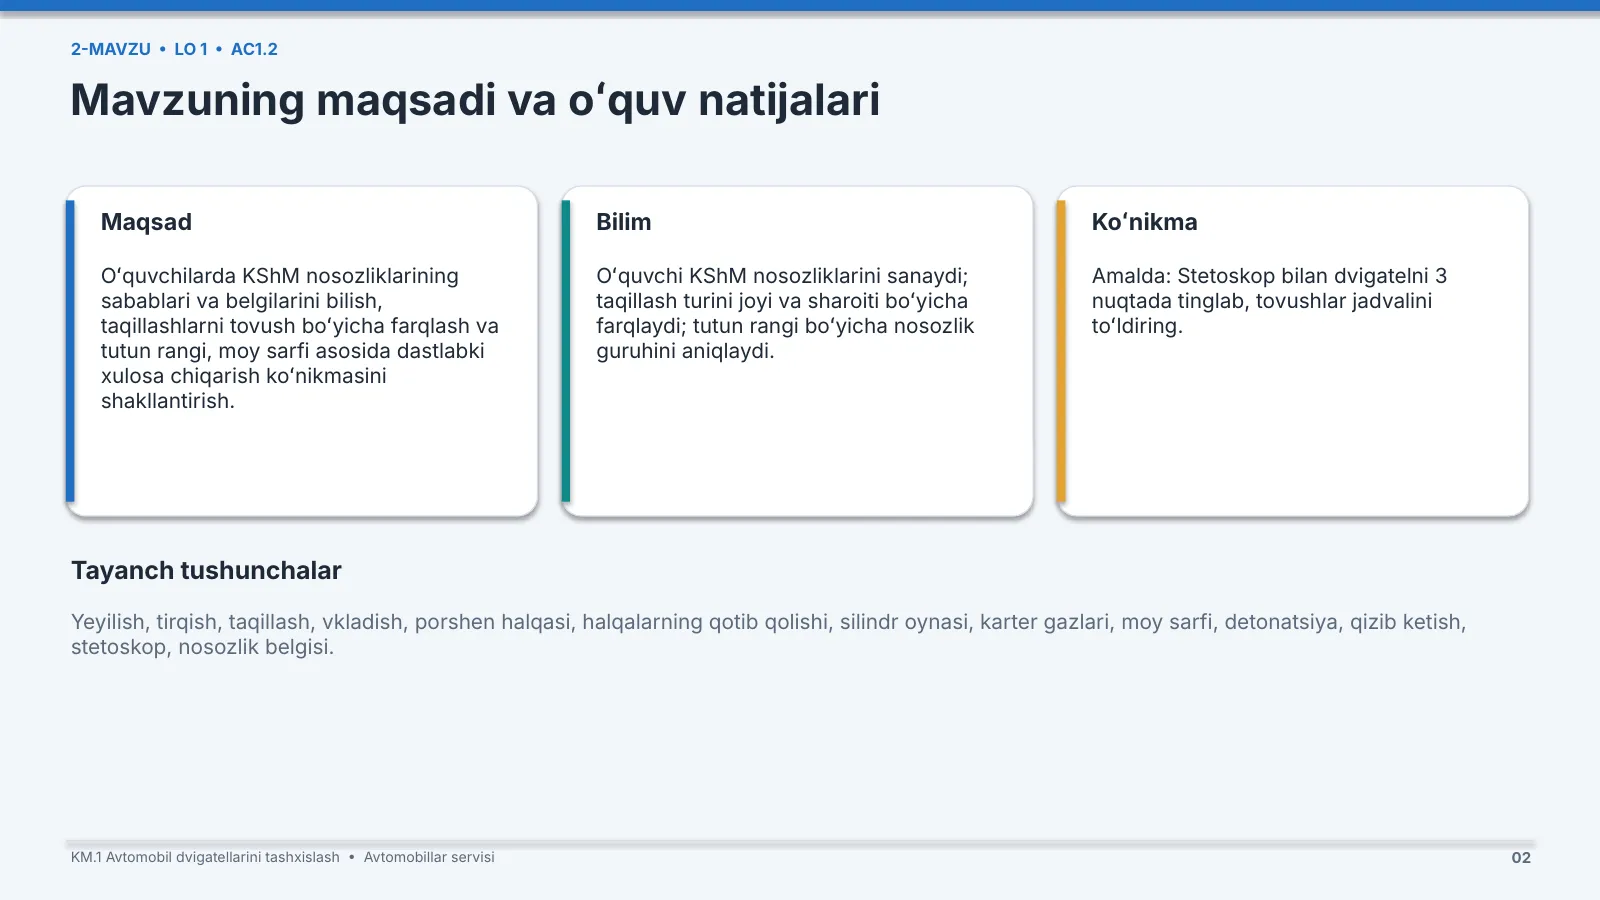 2-MAVZU • LO 1 • AC1.2
Mavzuning maqsadi va oʻquv natijalari
Maqsad
Oʻquvchilarda KShM nosozliklarining
sabablari va belgilarini bilish,
taqillashlarni tovush boʻyicha farqlash va
tutun rangi, moy sarfi asosida dastlabki
xulosa chiqarish koʻnikmasini
shakllantirish.
Bilim
Oʻquvchi KShM nosozliklarini sanaydi;
taqillash turini joyi va sharoiti boʻyicha
farqlaydi; tutun rangi boʻyicha nosozlik
guruhini aniqlaydi.
Koʻnikma
Amalda: Stetoskop bilan dvigatelni 3
nuqtada tinglab, tovushlar jadvalini
toʻldiring.
Tayanch tushunchalar
Yeyilish, tirqish, taqillash, vkladish, porshen halqasi, halqalarning qotib qolishi, silindr oynasi, karter gazlari, moy sarfi, detonatsiya, qizib ketish,
stetoskop, nosozlik belgisi.
KM.1 Avtomobil dvigatellarini tashxislash • Avtomobillar servisi
02